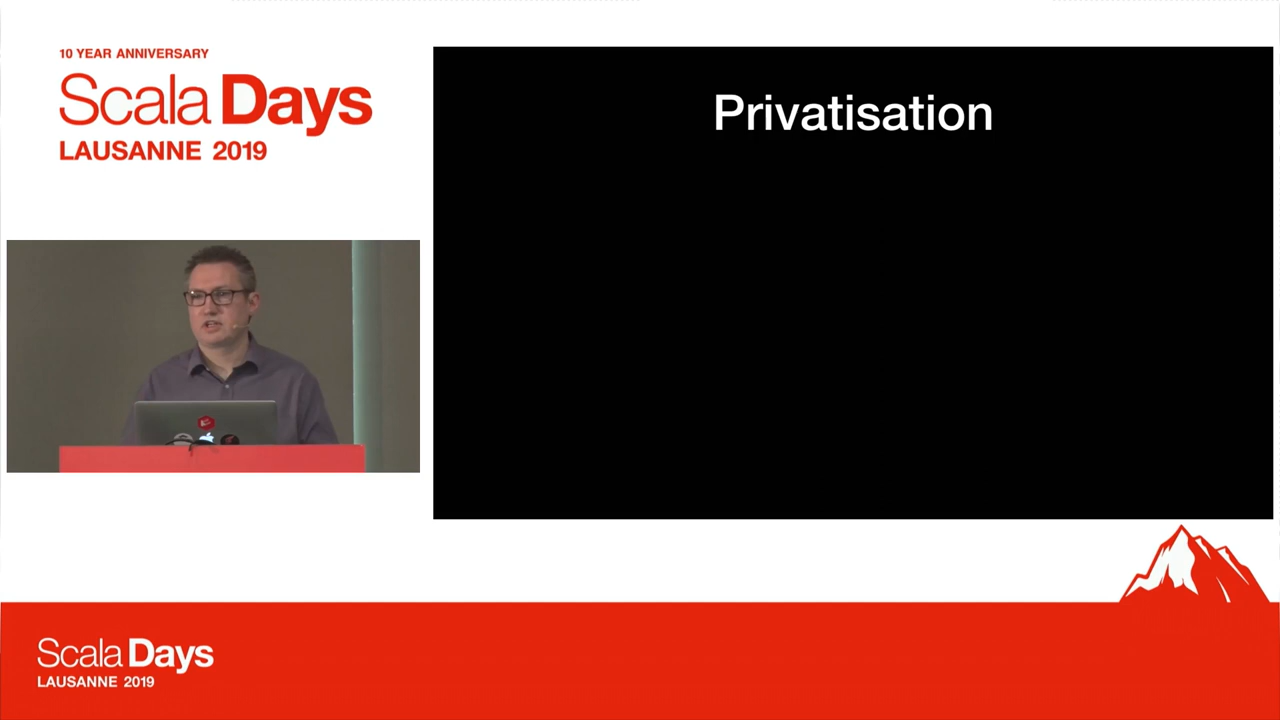 10 YEAR ANNIVERSARY
Scala Days
LAUSANNE 2019
Privatisation
Scala Days
LAUSANNE 2019